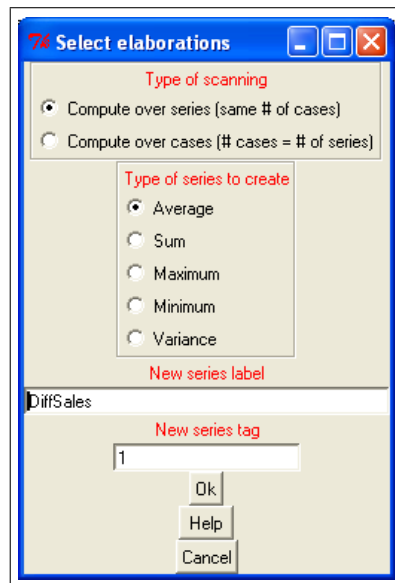 Select elaborations
Type of scanning
Compute over series (same # of cases)
Compute over cases (# cases = # of series)
Type of series to create
Average
Sum
Maximum
Minimum
Variance
New series label
DiffSales
New series tag
1
Ok
Help
Cancel